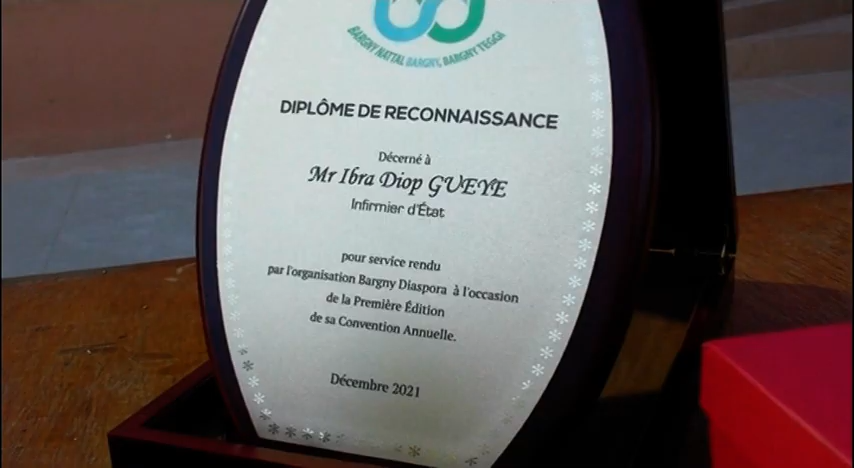 BARGNY NATTAL BARGNY, BARGNY TEGGI
DIPLÔME DE RECONNAISSANCE
Décerné à
Mr Ibra Diop GUEYE
Infirmier d'État
pour service rendu
par l'organisation Bargny Diaspora à l'occasion
de la Première Édition
de sa Convention Annuelle.
Décembre 2021